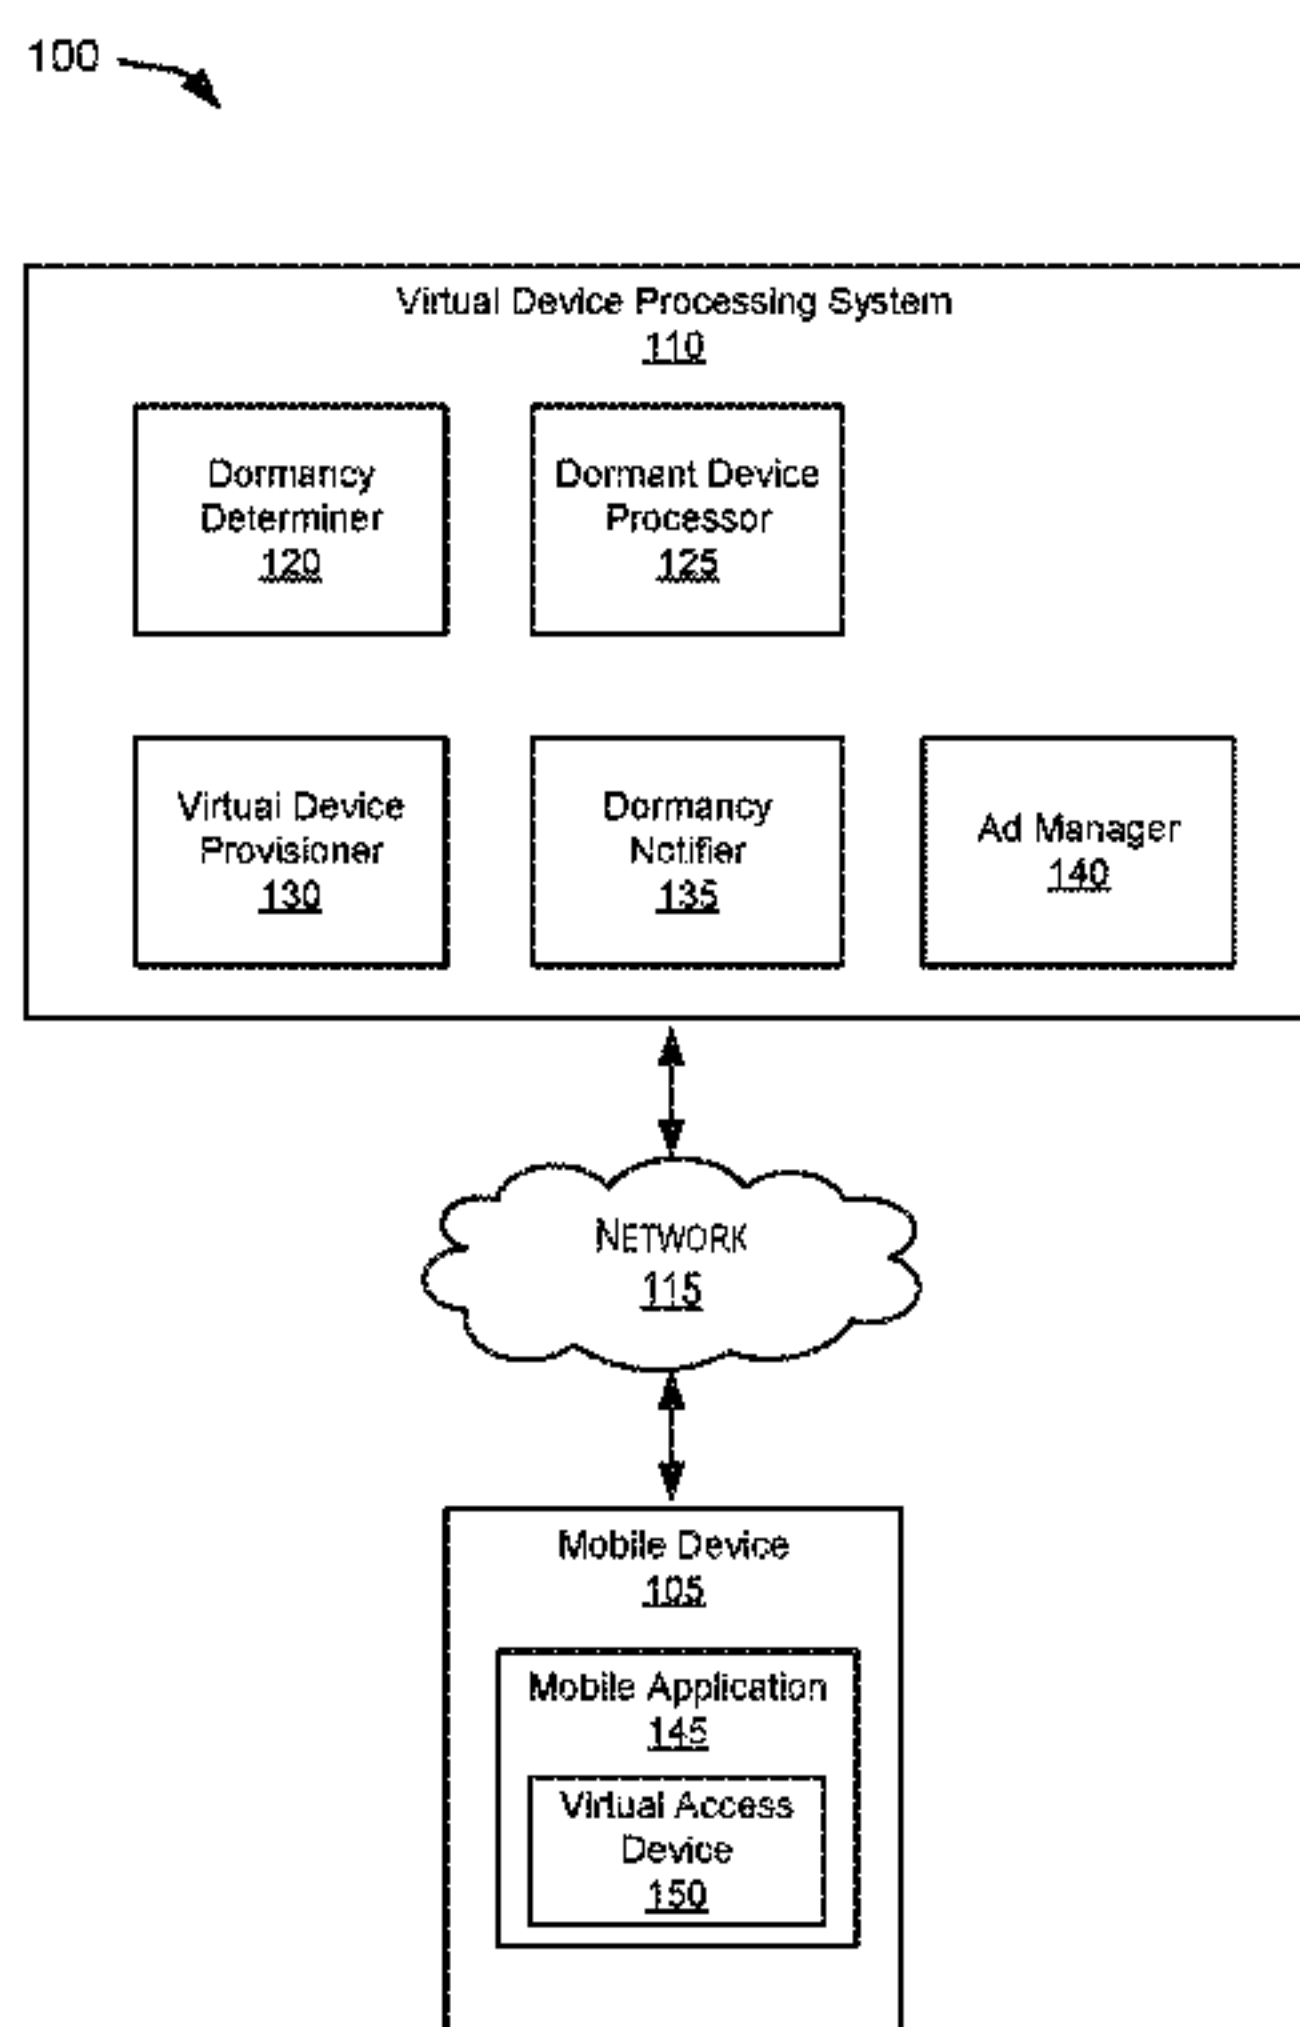 100
Virtual Device Processing System
110
Dormancy
Determiner
120
Dormant Device
Processor
125
Virtual Device
Provisioner
130
Dormancy
Notifier
135
Ad Manager
140
NETWORK
115
Mobile Device
105
Mobile Application
145
Virtual Access
Device
150